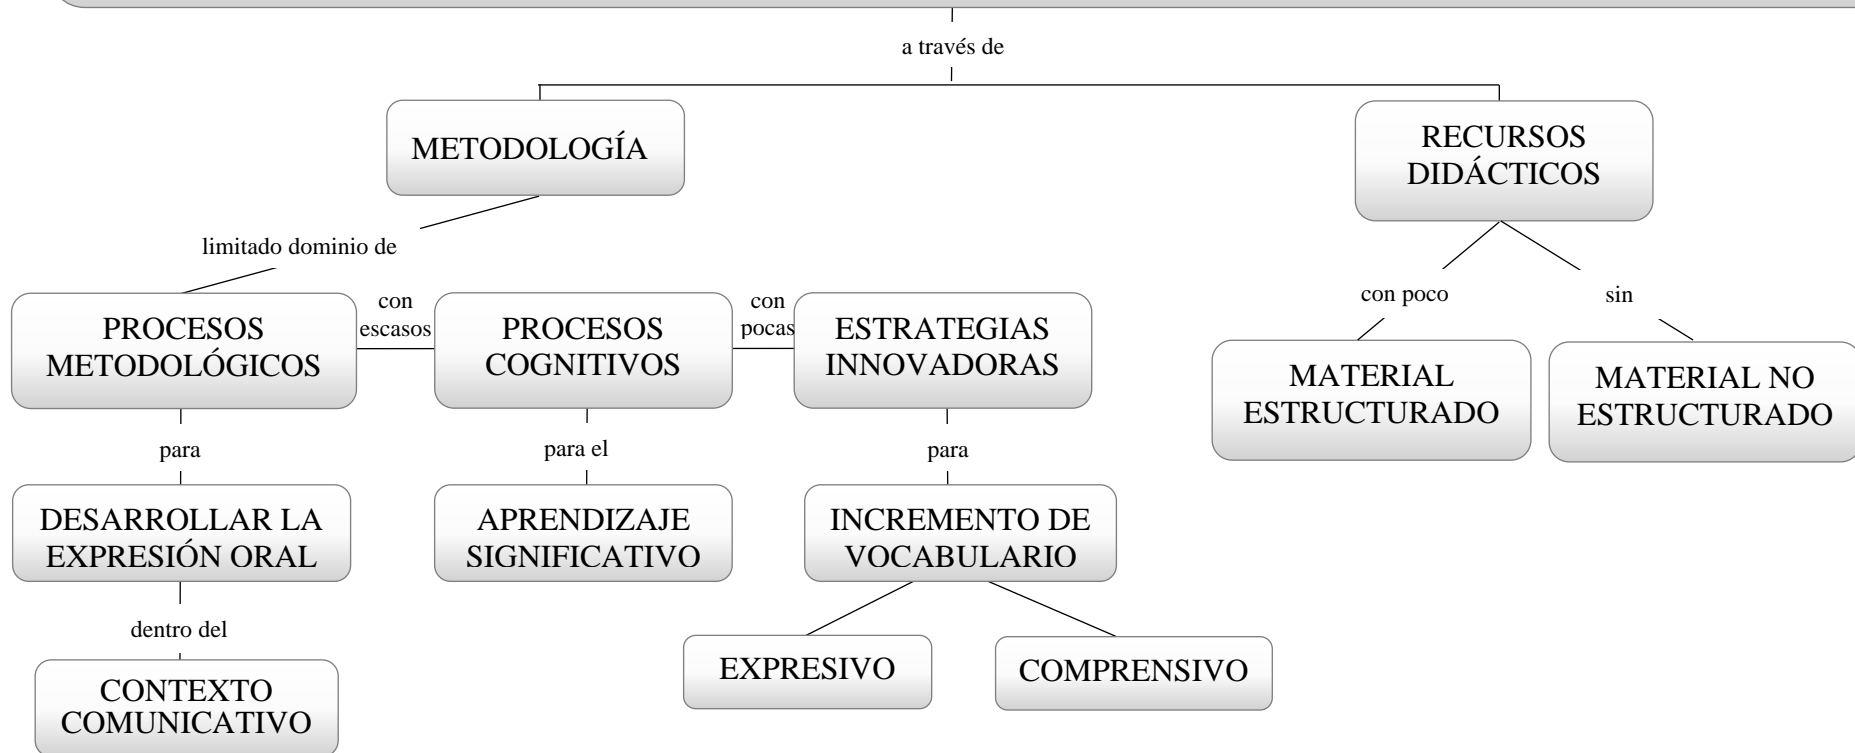 a través de
METODOLOGÍA
RECURSOS
DIDÁCTICOS
limitado dominio de
con poco
sin
PROCESOS
METODOLÓGICOS
con
escasos
PROCESOS
COGNITIVOS
con
pocas
ESTRATEGIAS
INNOVADORAS
MATERIAL
ESTRUCTURADO
MATERIAL NO
ESTRUCTURADO
para
para el
para
DESARROLLAR LA
EXPRESIÓN ORAL
APRENDIZAJE
SIGNIFICATIVO
INCREMENTO DE
VOCABULARIO
dentro del
EXPRESIVO
COMPRENSIVO
CONTEXTO
COMUNICATIVO